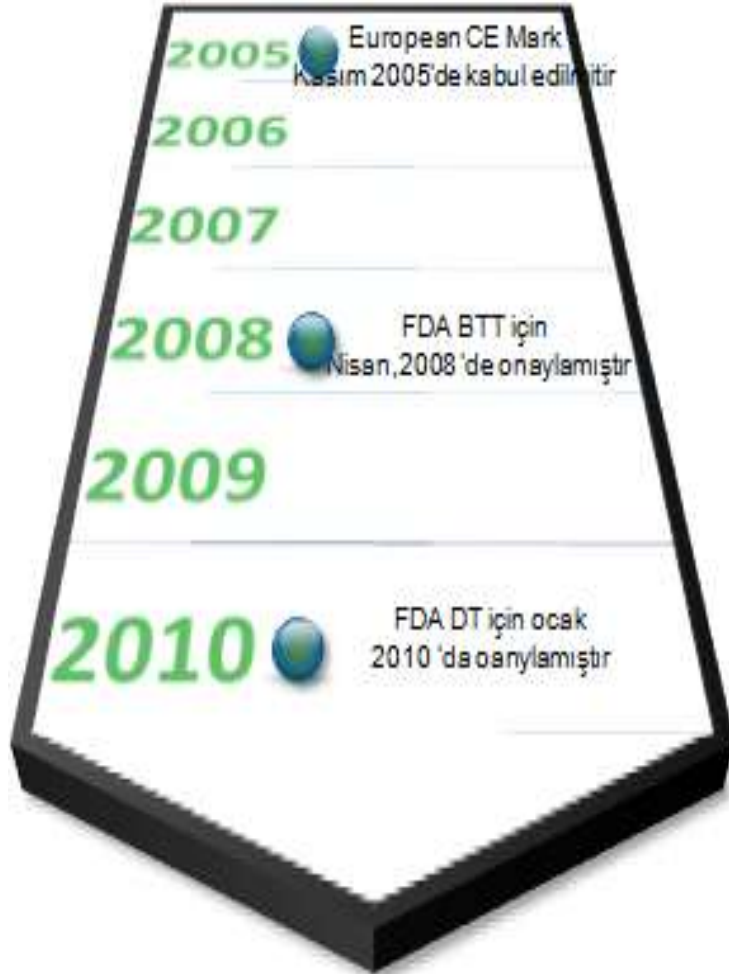 2005
European CE Mark
Kasım 2005'de kabul edilmitir
2006
2007
2008
FDA BTT için
Nisan,2008 'de onaylamıştır
2009
2010
FDA DT için ocak
2010 'da oanylamıştır